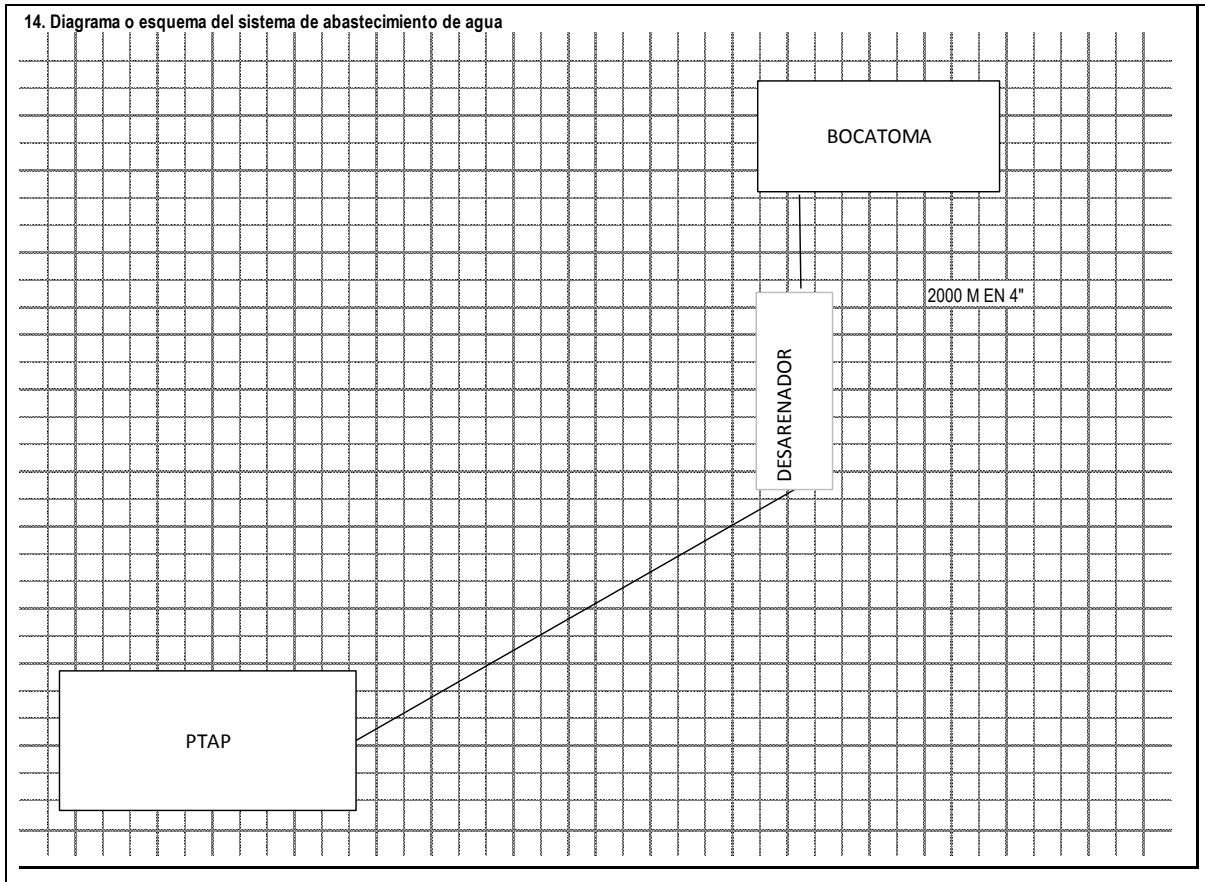 14. Diagrama o esquema del sistema de abastecimiento de agua
BOCATOMA
2000 M EN 4"
DESARENADOR
PTAP